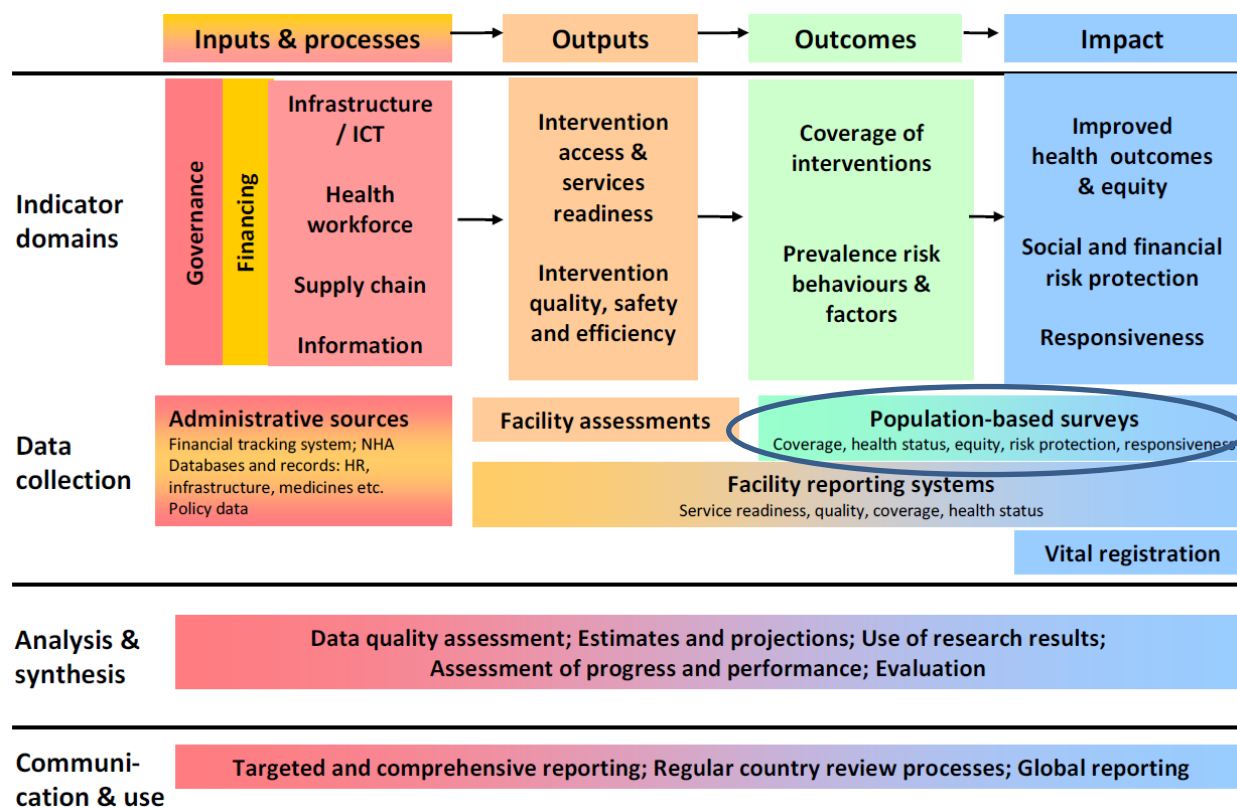 Inputs & processes
Outputs
Outcomes
Impact
Indicator
domains
Governance
Financing
Infrastructure
/ ICT
Health
workforce
Supply chain
Information
Intervention
access &
services
readiness
Intervention
quality, safety
and efficiency
Coverage of
interventions
Prevalence risk
behaviours &
factors
Improved
health outcomes
& equity
Social and financial
risk protection
Responsiveness
Data
collection
Administrative sources
Financial tracking system; NHA
Databases and records: HR,
infrastructure, medicines etc.
Policy data
Facility assessments
Population-based surveys
Coverage, health status, equity, risk protection, responsiveness
Facility reporting systems
Service readiness, quality, coverage, health status
Vital registration
Analysis &
synthesis
Data quality assessment; Estimates and projections; Use of research results;
Assessment of progress and performance; Evaluation
Communi-
cation & use
Targeted and comprehensive reporting; Regular country review processes; Global reporting